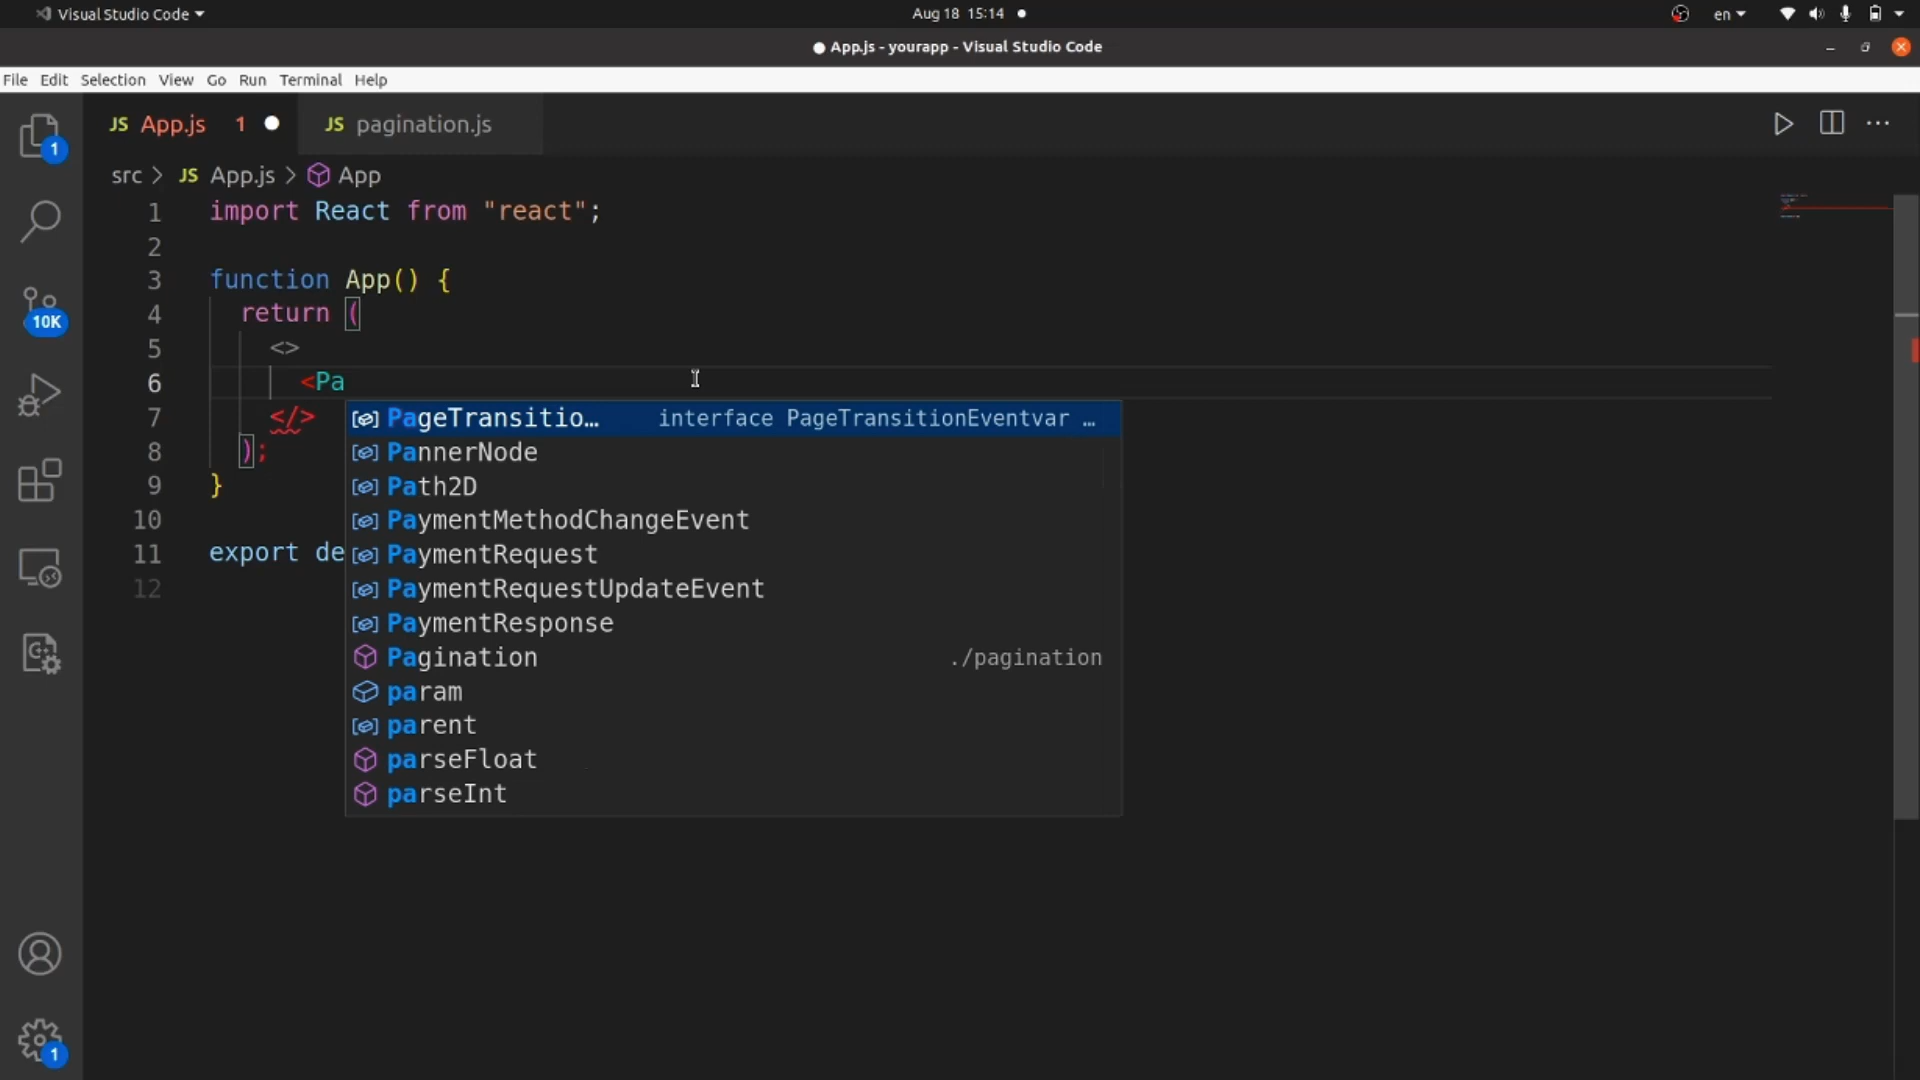 Visual Studio Code
Aug 18 15:14
en
App.js - yourapp - Visual Studio Code
File Edit Selection View Go Run Terminal Help
JS App.js 1
JS pagination.js
src > JS App.js > App
1 import React from "react";
2
3 function App() {
4 return (
5 <>
6 <Pa
7 </>
8 );
9 }
10
11 export de
12
PageTransitio… interface PageTransitionEventvar …
PannerNode
Path2D
PaymentMethodChangeEvent
PaymentRequest
PaymentRequestUpdateEvent
PaymentResponse
Pagination ./pagination
param
parent
parseFloat
parseInt
1
10K
1